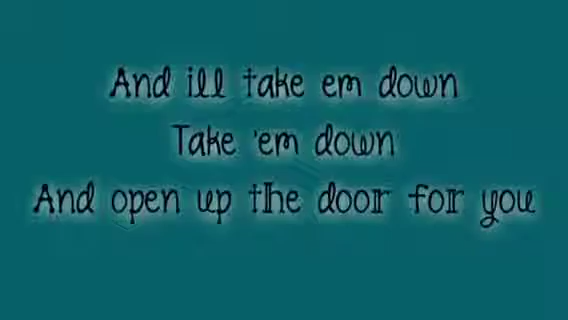 And ill take em down
Take 'em down
And open up the door for you